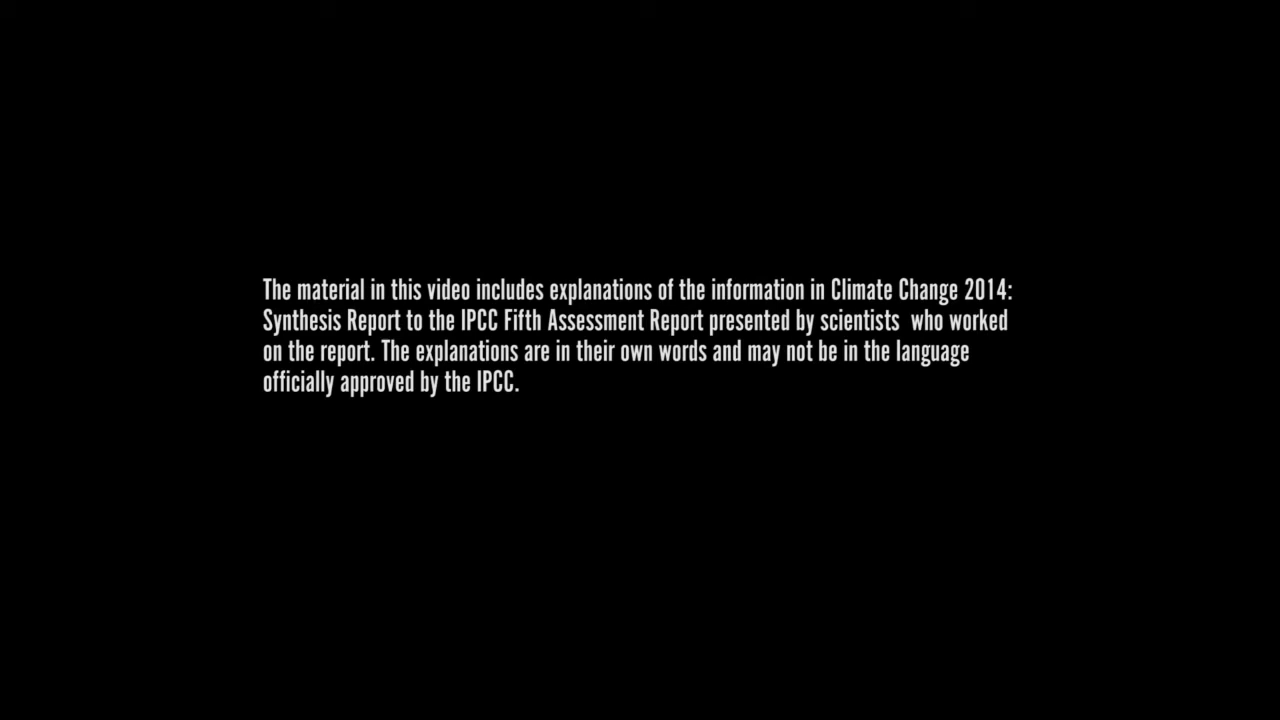 The material in this video includes explanations of the information in Climate Change 2014:
Synthesis Report to the IPCC Fifth Assessment Report presented by scientists  who worked
on the report. The explanations are in their own words and may not be in the language
officially approved by the IPCC.